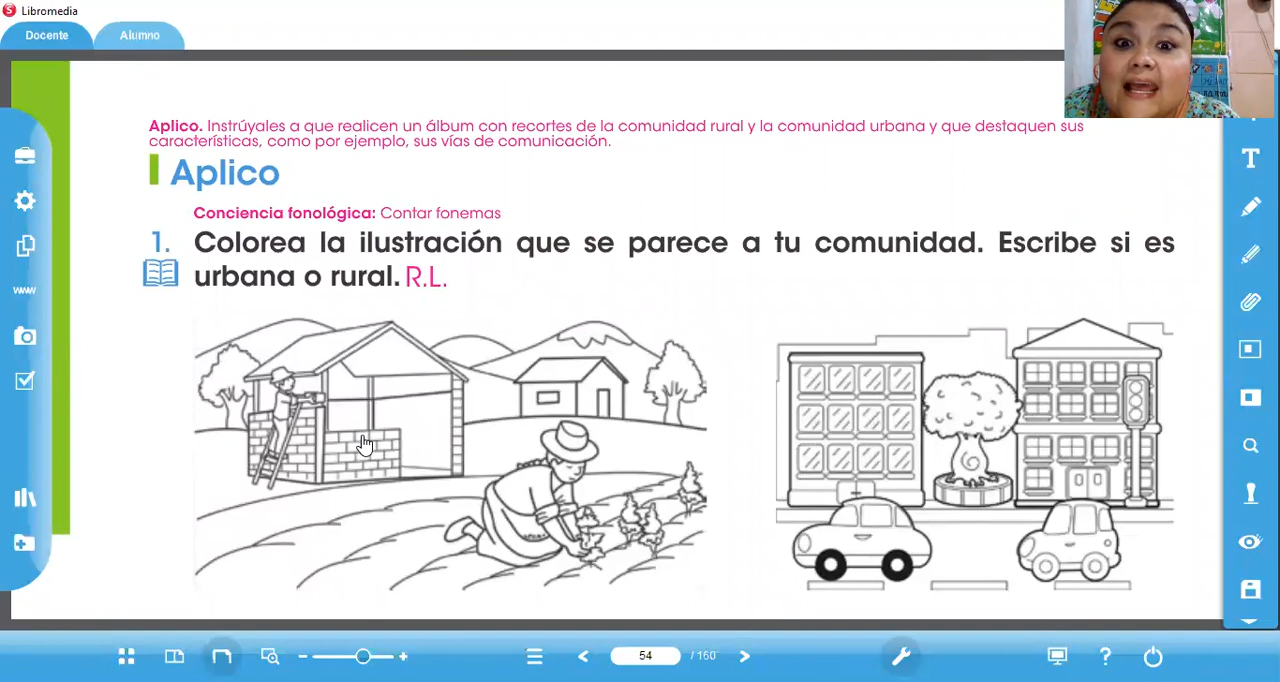 Libromedia
Docente
Alumno
Aplico. Instrúyales a que realicen un álbum con recortes de la comunidad rural y la comunidad urbana y que destaquen sus
características, como por ejemplo, sus vías de comunicación.
Aplico
Conciencia fonológica: Contar fonemas
1. Colorea la ilustración que se parece a tu comunidad. Escribe si es
urbana o rural. R.L.
www
T
54 /160
?